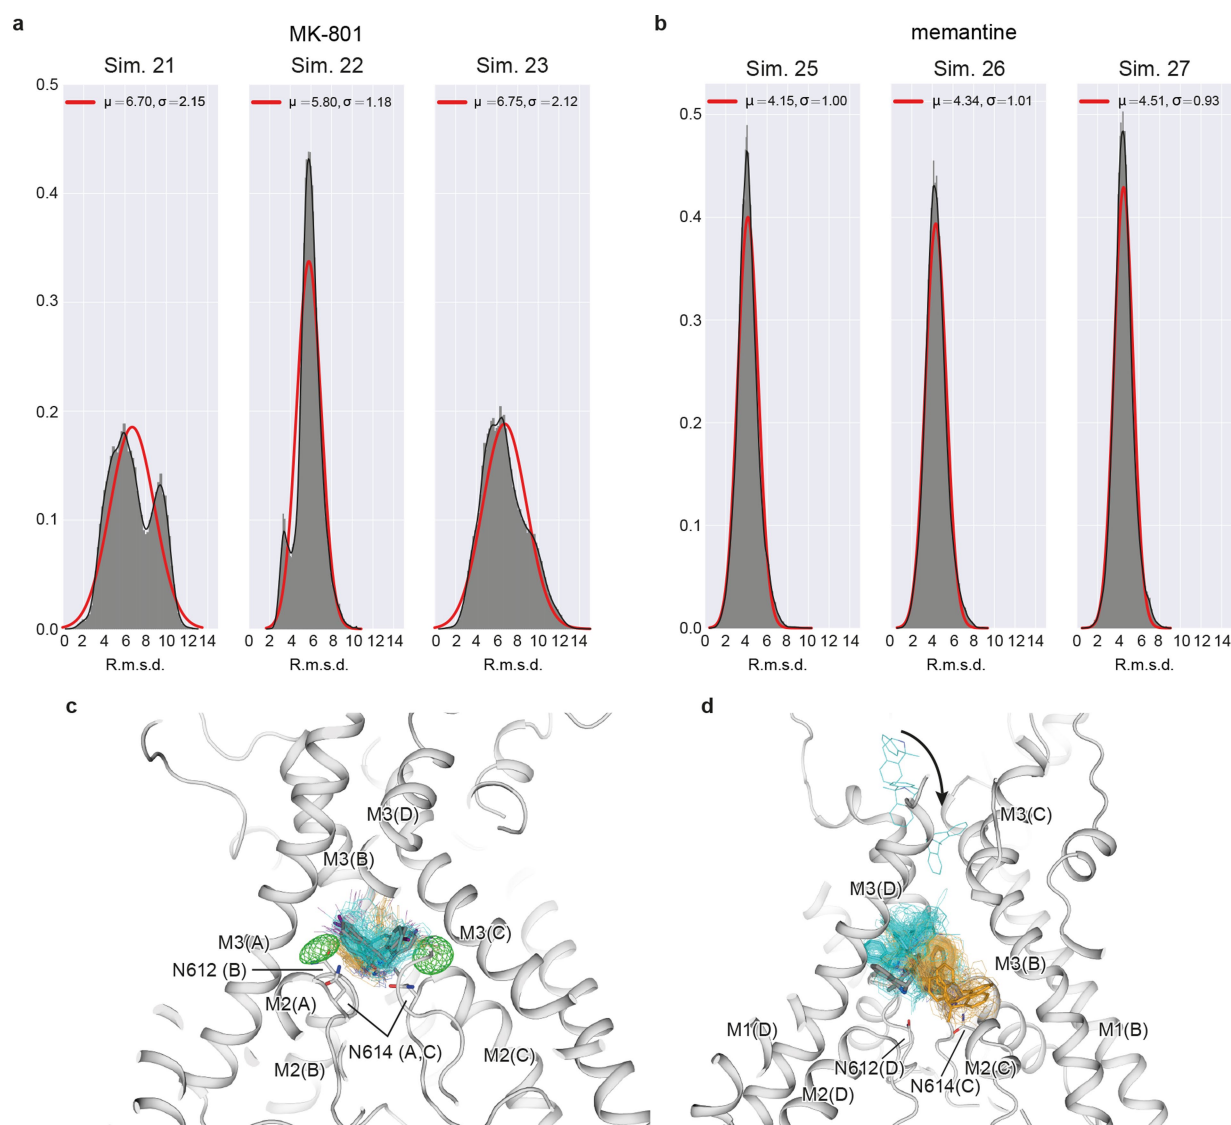 a
MK-801
Sim. 21
Sim. 22
Sim. 23
0.5
0.4
0.3
0.2
0.1
0.0
μ=6.70, σ=2.15
μ=5.80, σ=1.18
μ=6.75, σ=2.12
0 2 4 6 8 10 12 14
0 2 4 6 8 10 12 14
0 2 4 6 8 10 12 14
R.m.s.d.
R.m.s.d.
R.m.s.d.
b
memantine
Sim. 25
Sim. 26
Sim. 27
0.5
0.4
0.3
0.2
0.1
0.0
μ=4.15, σ=1.00
μ=4.34, σ=1.01
μ=4.51, σ=0.93
0 2 4 6 8 10 12 14
0 2 4 6 8 10 12 14
0 2 4 6 8 10 12 14
R.m.s.d.
R.m.s.d.
R.m.s.d.
c
M3(D)
M3(B)
M3(A)
M3(C)
N612 (B)
M2(A)
N614 (A,C)
M2(B)
M2(C)
d
M3(C)
M3(D)
M3(B)
M1(D)
M1(B)
N612(D)
M2(C)
N614(C)
M2(D)